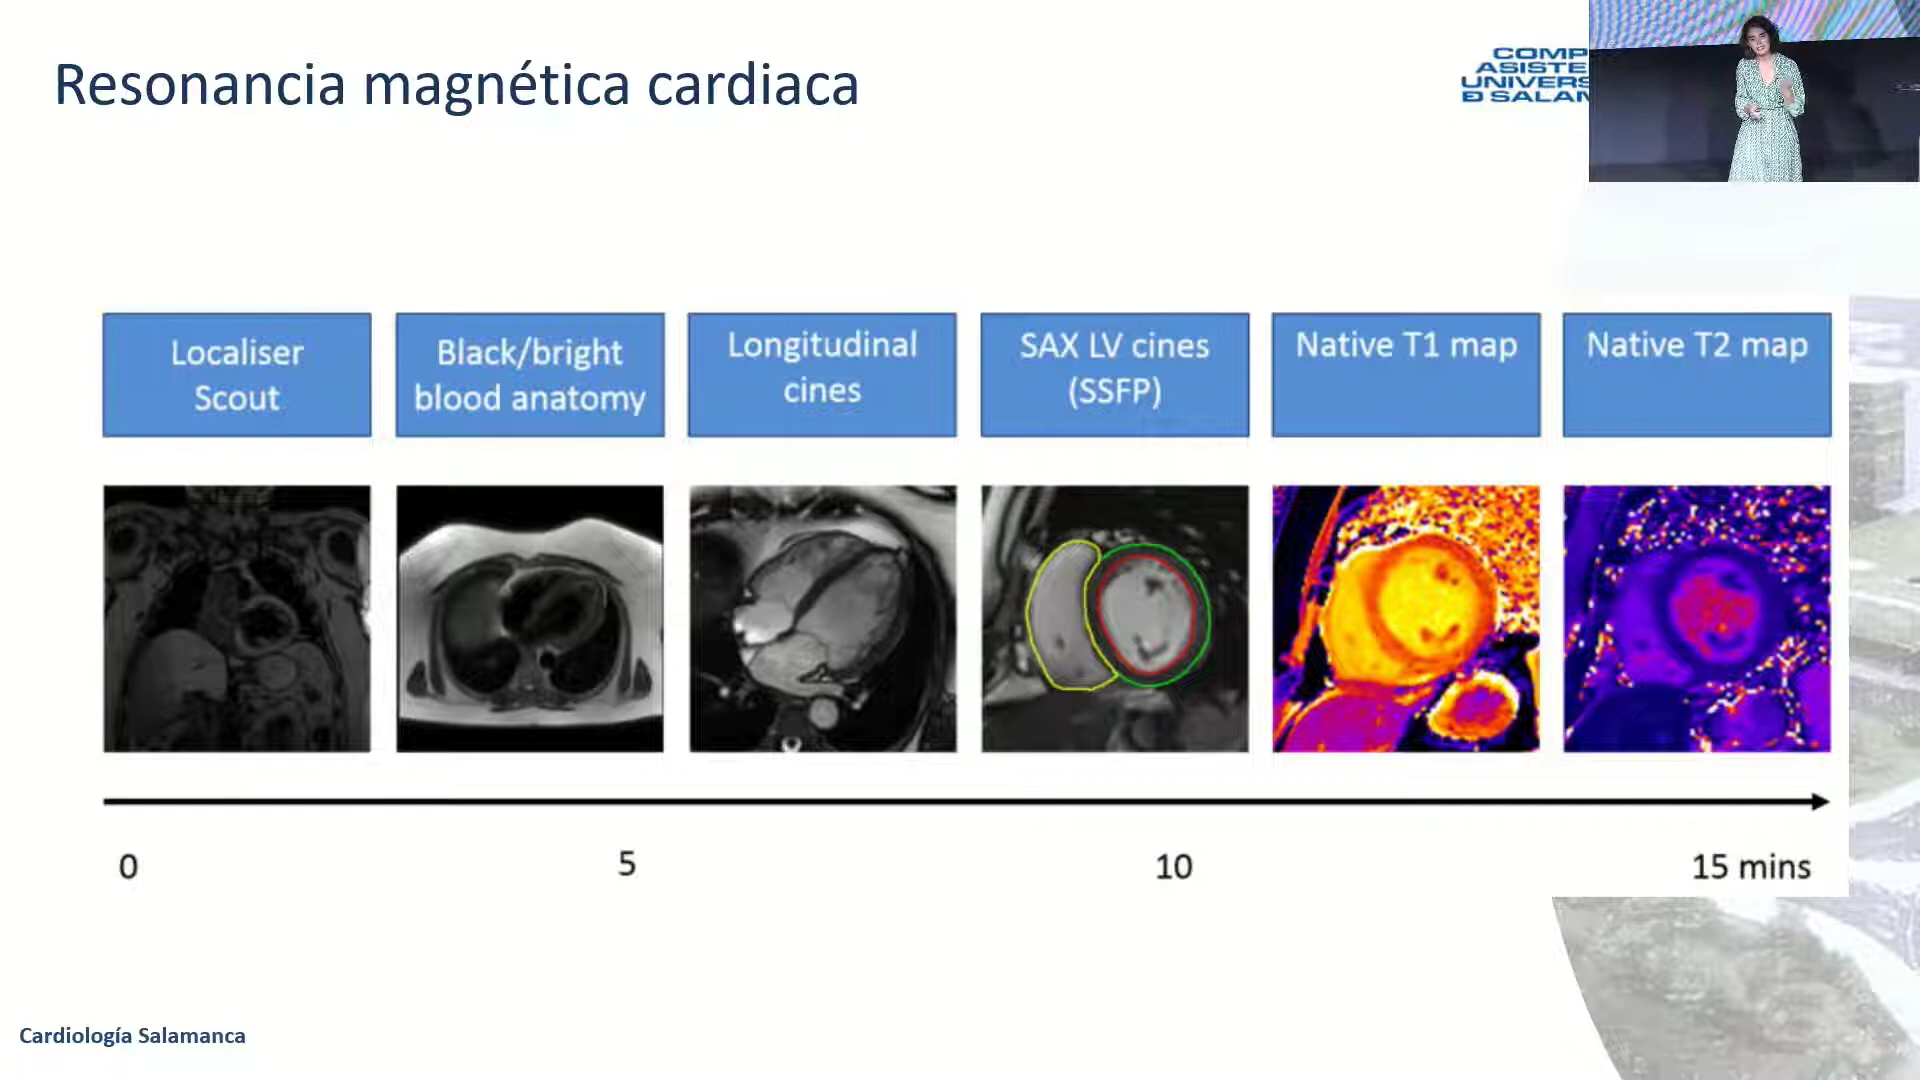 Resonancia magnética cardiaca
Localiser
Scout
Black/bright
blood anatomy
Longitudinal
cines
SAX LV cines
(SSFP)
Native T1 map
Native T2 map
0
5
10
15 mins
Cardiología Salamanca